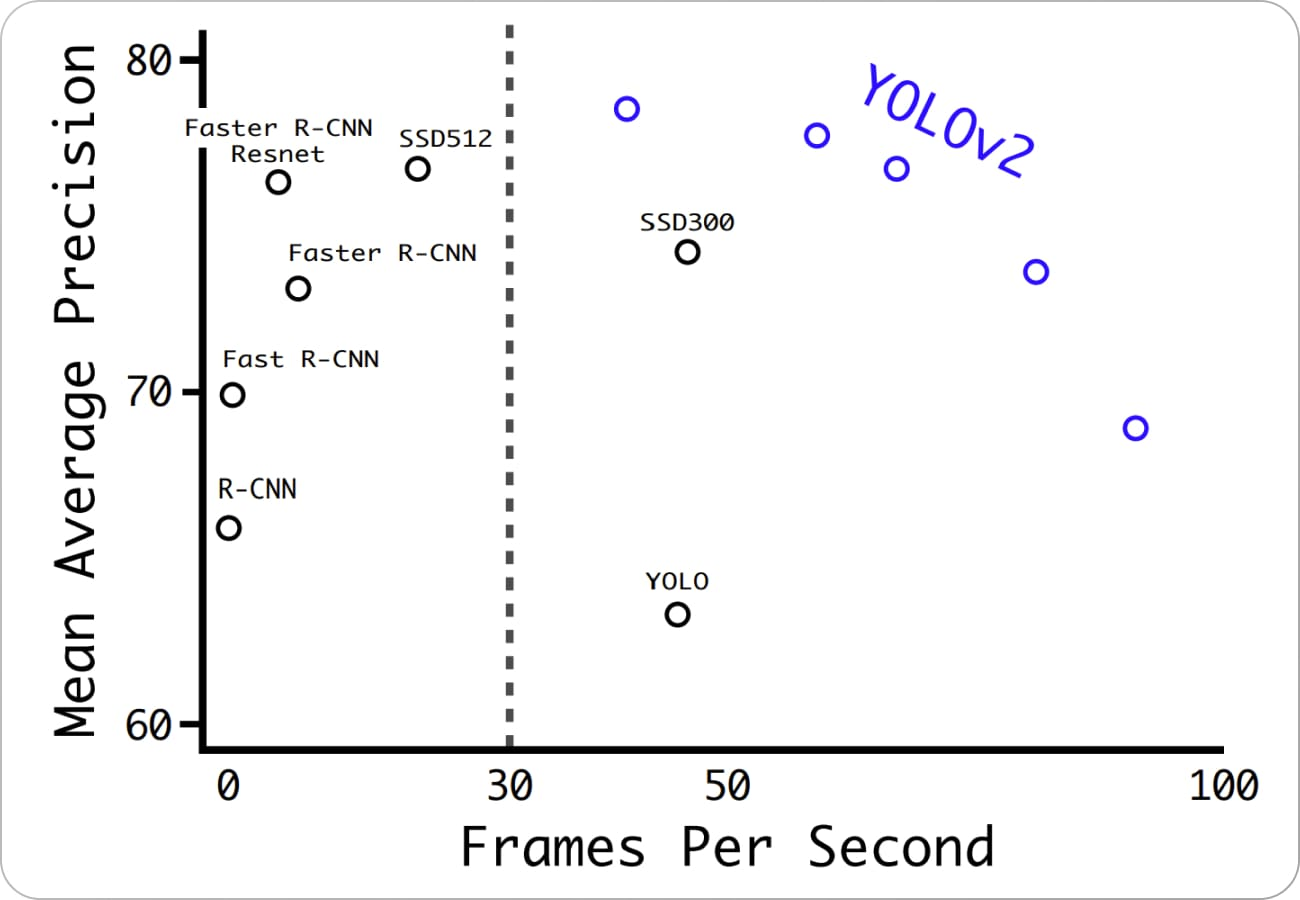 Mean Average Precision
80
70
60
Faster R-CNN
Resnet
SSD512
Faster R-CNN
Fast R-CNN
R-CNN
YOLOv2
SSD300
YOLO
0 30 50 100
Frames Per Second